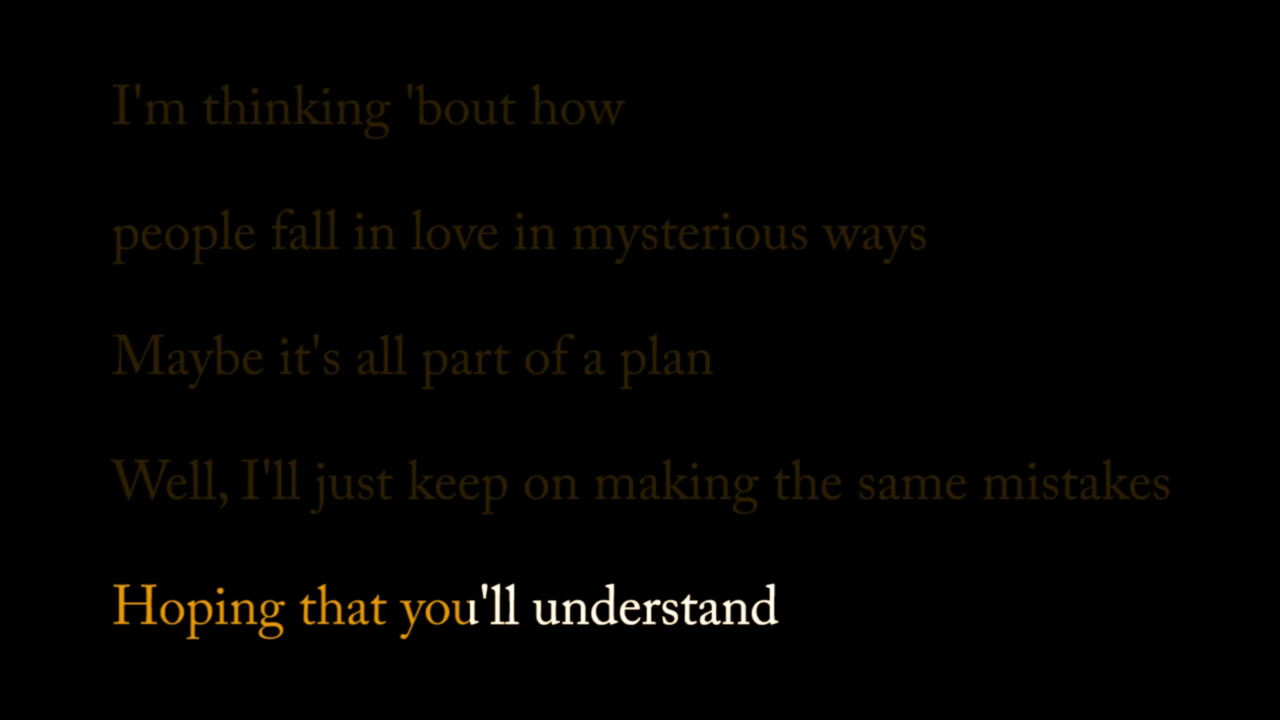 I'm thinking 'bout how
people fall in love in mysterious ways
Maybe it's all part of a plan
Well, I'll just keep on making the same mistakes
Hoping that you'll understand